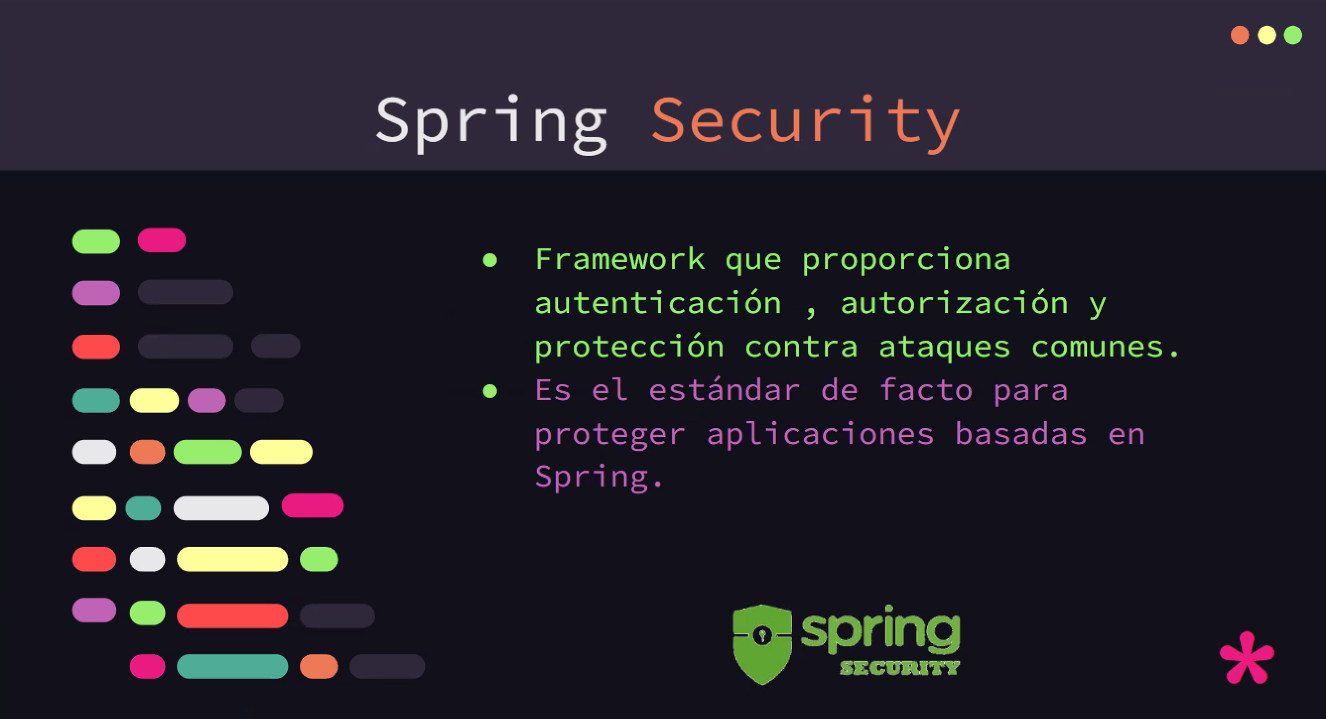 Spring Security
● Framework que proporciona
autenticación , autorización y
protección contra ataques comunes.
● Es el estándar de facto para
proteger aplicaciones basadas en
Spring.
spring
SECURITY